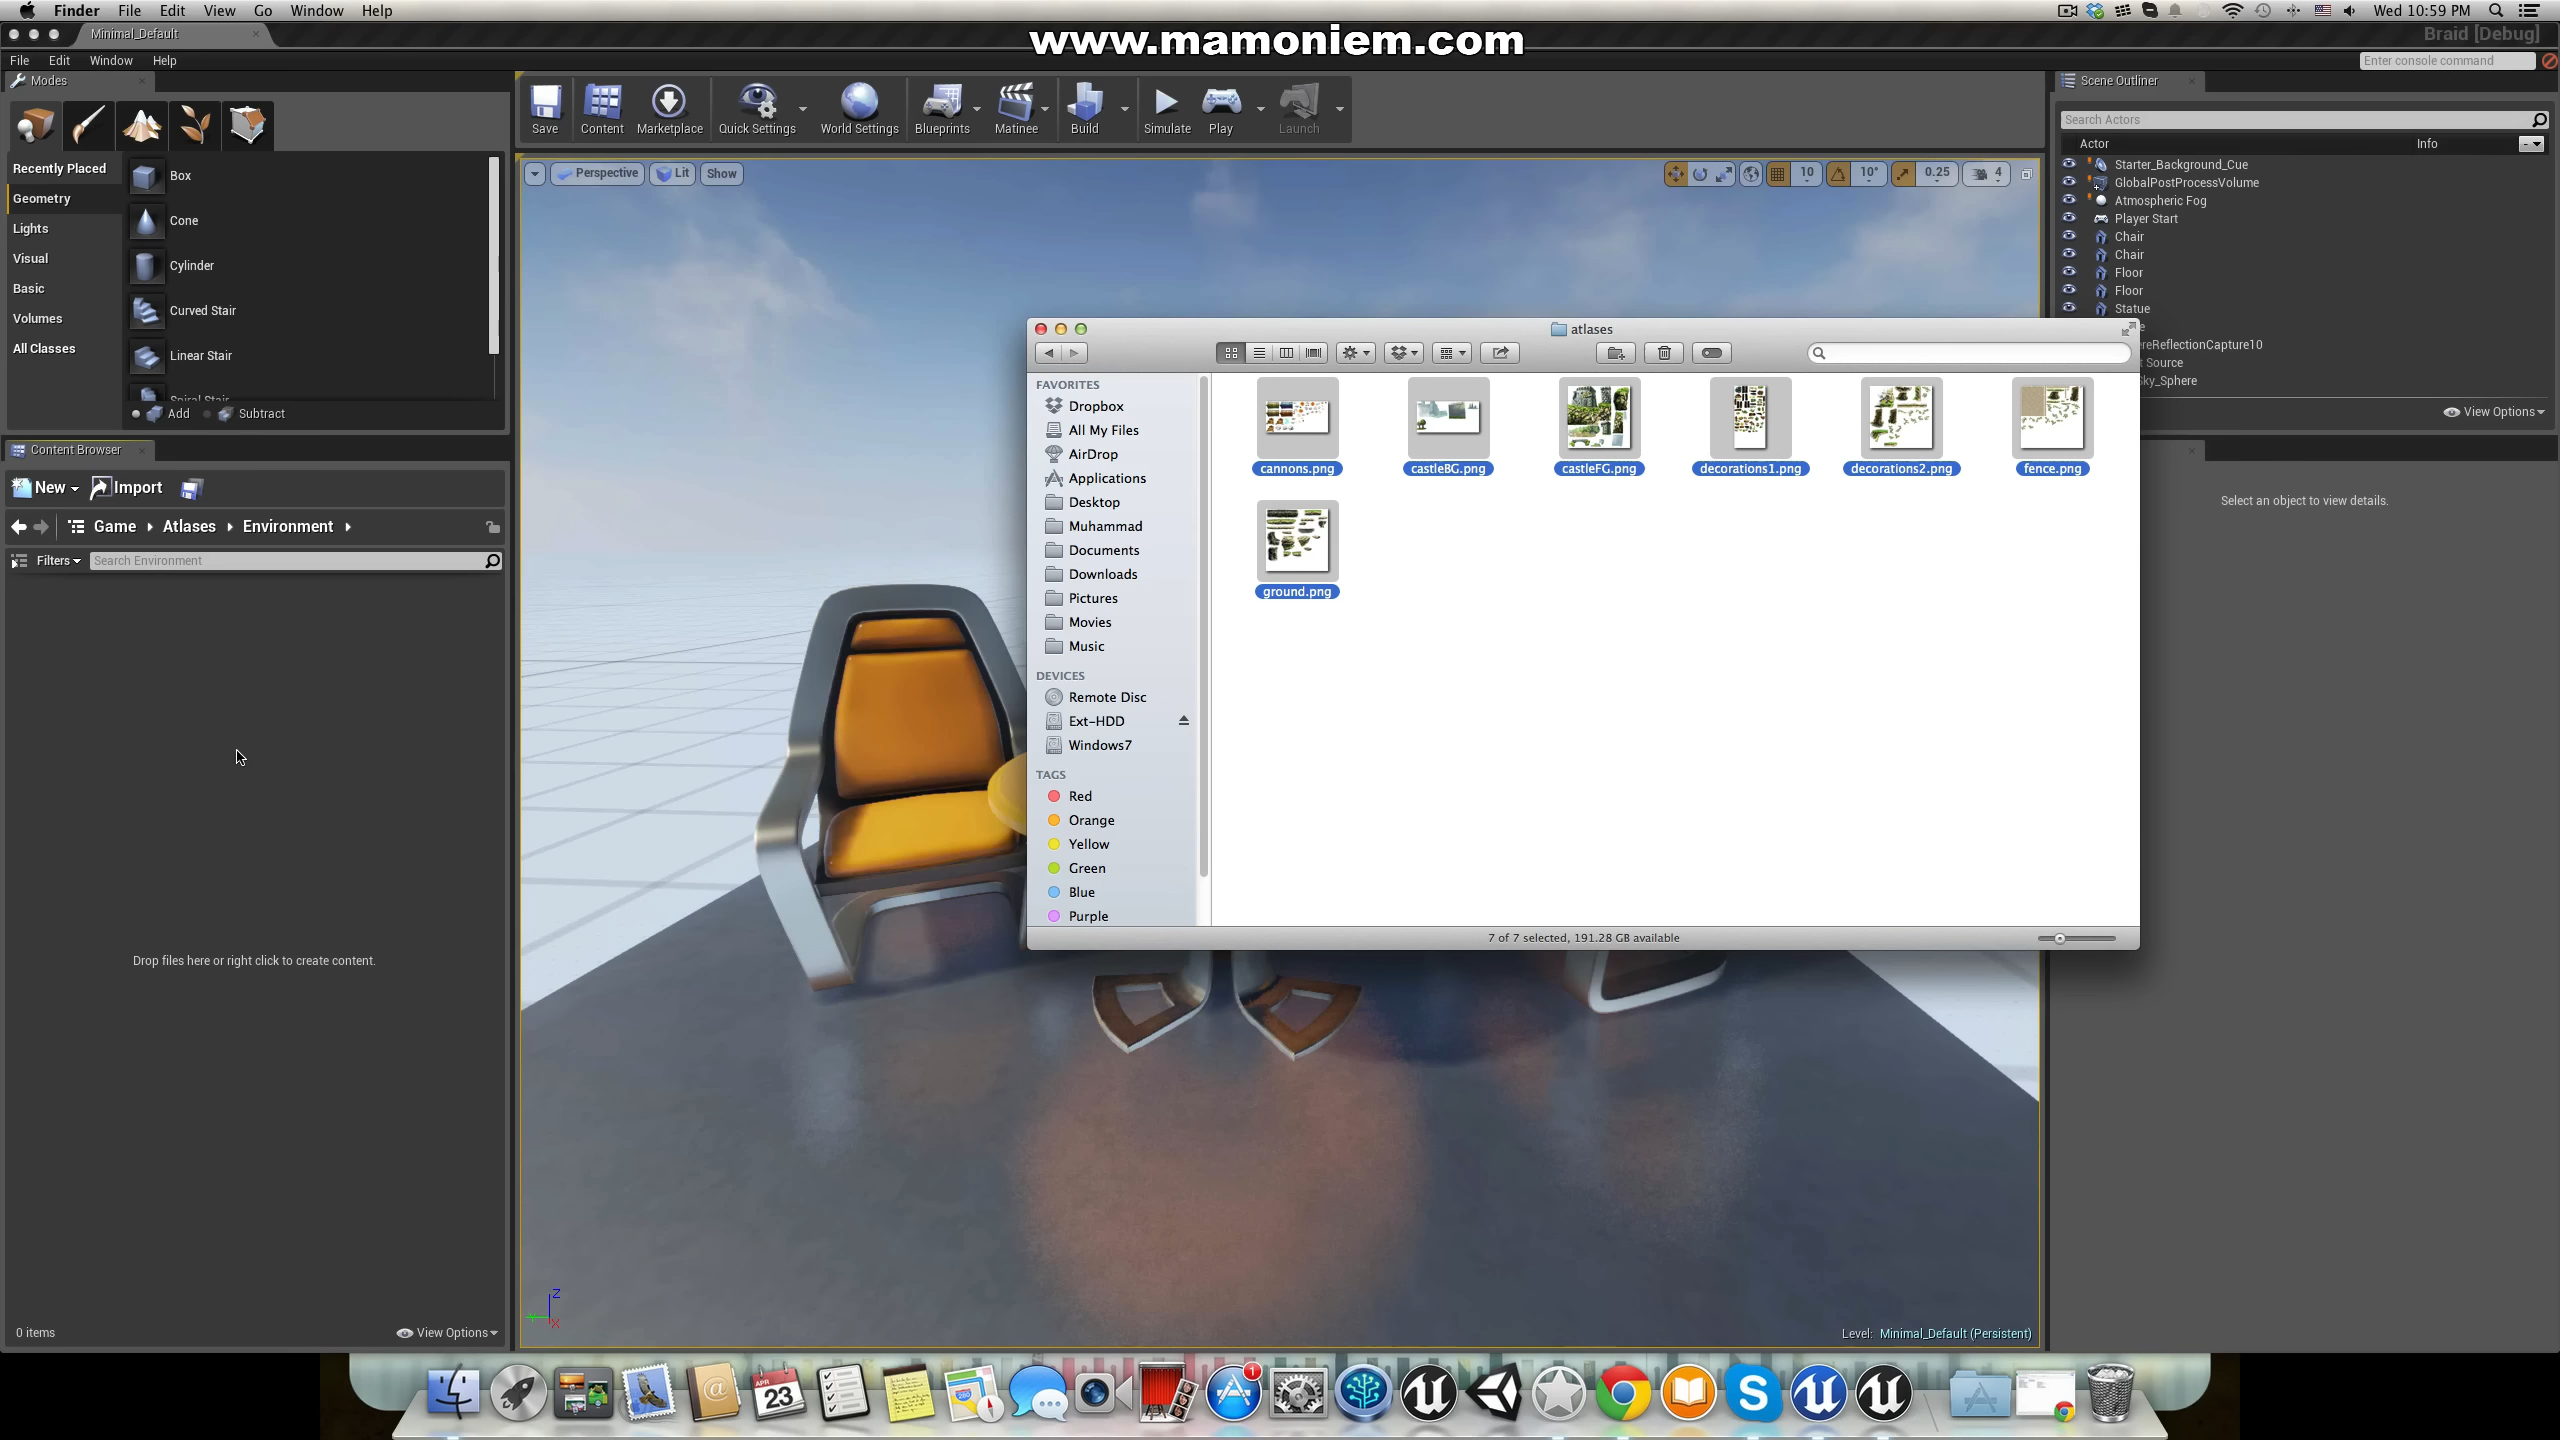 Finder File Edit View Go Window Help
Wed 10:59 PM
Minimal_Default
www.mamoniem.com
Braid [Debug]
File Edit Window Help
Enter console command
Modes
Save Content Marketplace Quick Settings World Settings Blueprints Matinee Build Simulate Play Launch
Scene Outliner
Search Actors
Actor Info
Recently Placed
Geometry
Lights
Visual
Basic
Volumes
All Classes
Box
Cone
Cylinder
Curved Stair
Linear Stair
Spiral Stair
Add Subtract
Perspective Lit Show
10 10° 0.25 4
Starter_Background_Cue
GlobalPostProcessVolume
Atmospheric Fog
Player Start
Chair
Chair
Floor
Floor
Statue
ereReflectionCapture10
t Source
Sky_Sphere
View Options
Select an object to view details.
Content Browser
New Import
Game Atlases Environment
Filters Search Environment
Drop files here or right click to create content.
0 items View Options
atlases
FAVORITES
Dropbox
All My Files
AirDrop
Applications
Desktop
Muhammad
Documents
Downloads
Pictures
Movies
Music
DEVICES
Remote Disc
Ext-HDD
Windows7
TAGS
Red
Orange
Yellow
Green
Blue
Purple
cannons.png castleBG.png castleFG.png decorations1.png decorations2.png fence.png
ground.png
7 of 7 selected, 191.28 GB available
Z
X
Level: Minimal_Default (Persistent)
APR
23
1